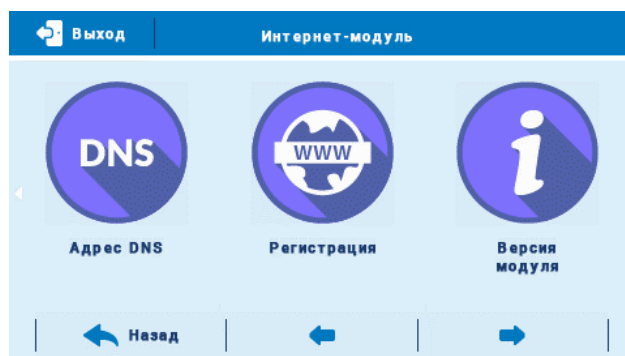 Выход
Интернет-модуль
DNS
WWW
i
Адрес DNS
Регистрация
Версия
модуля
Назад